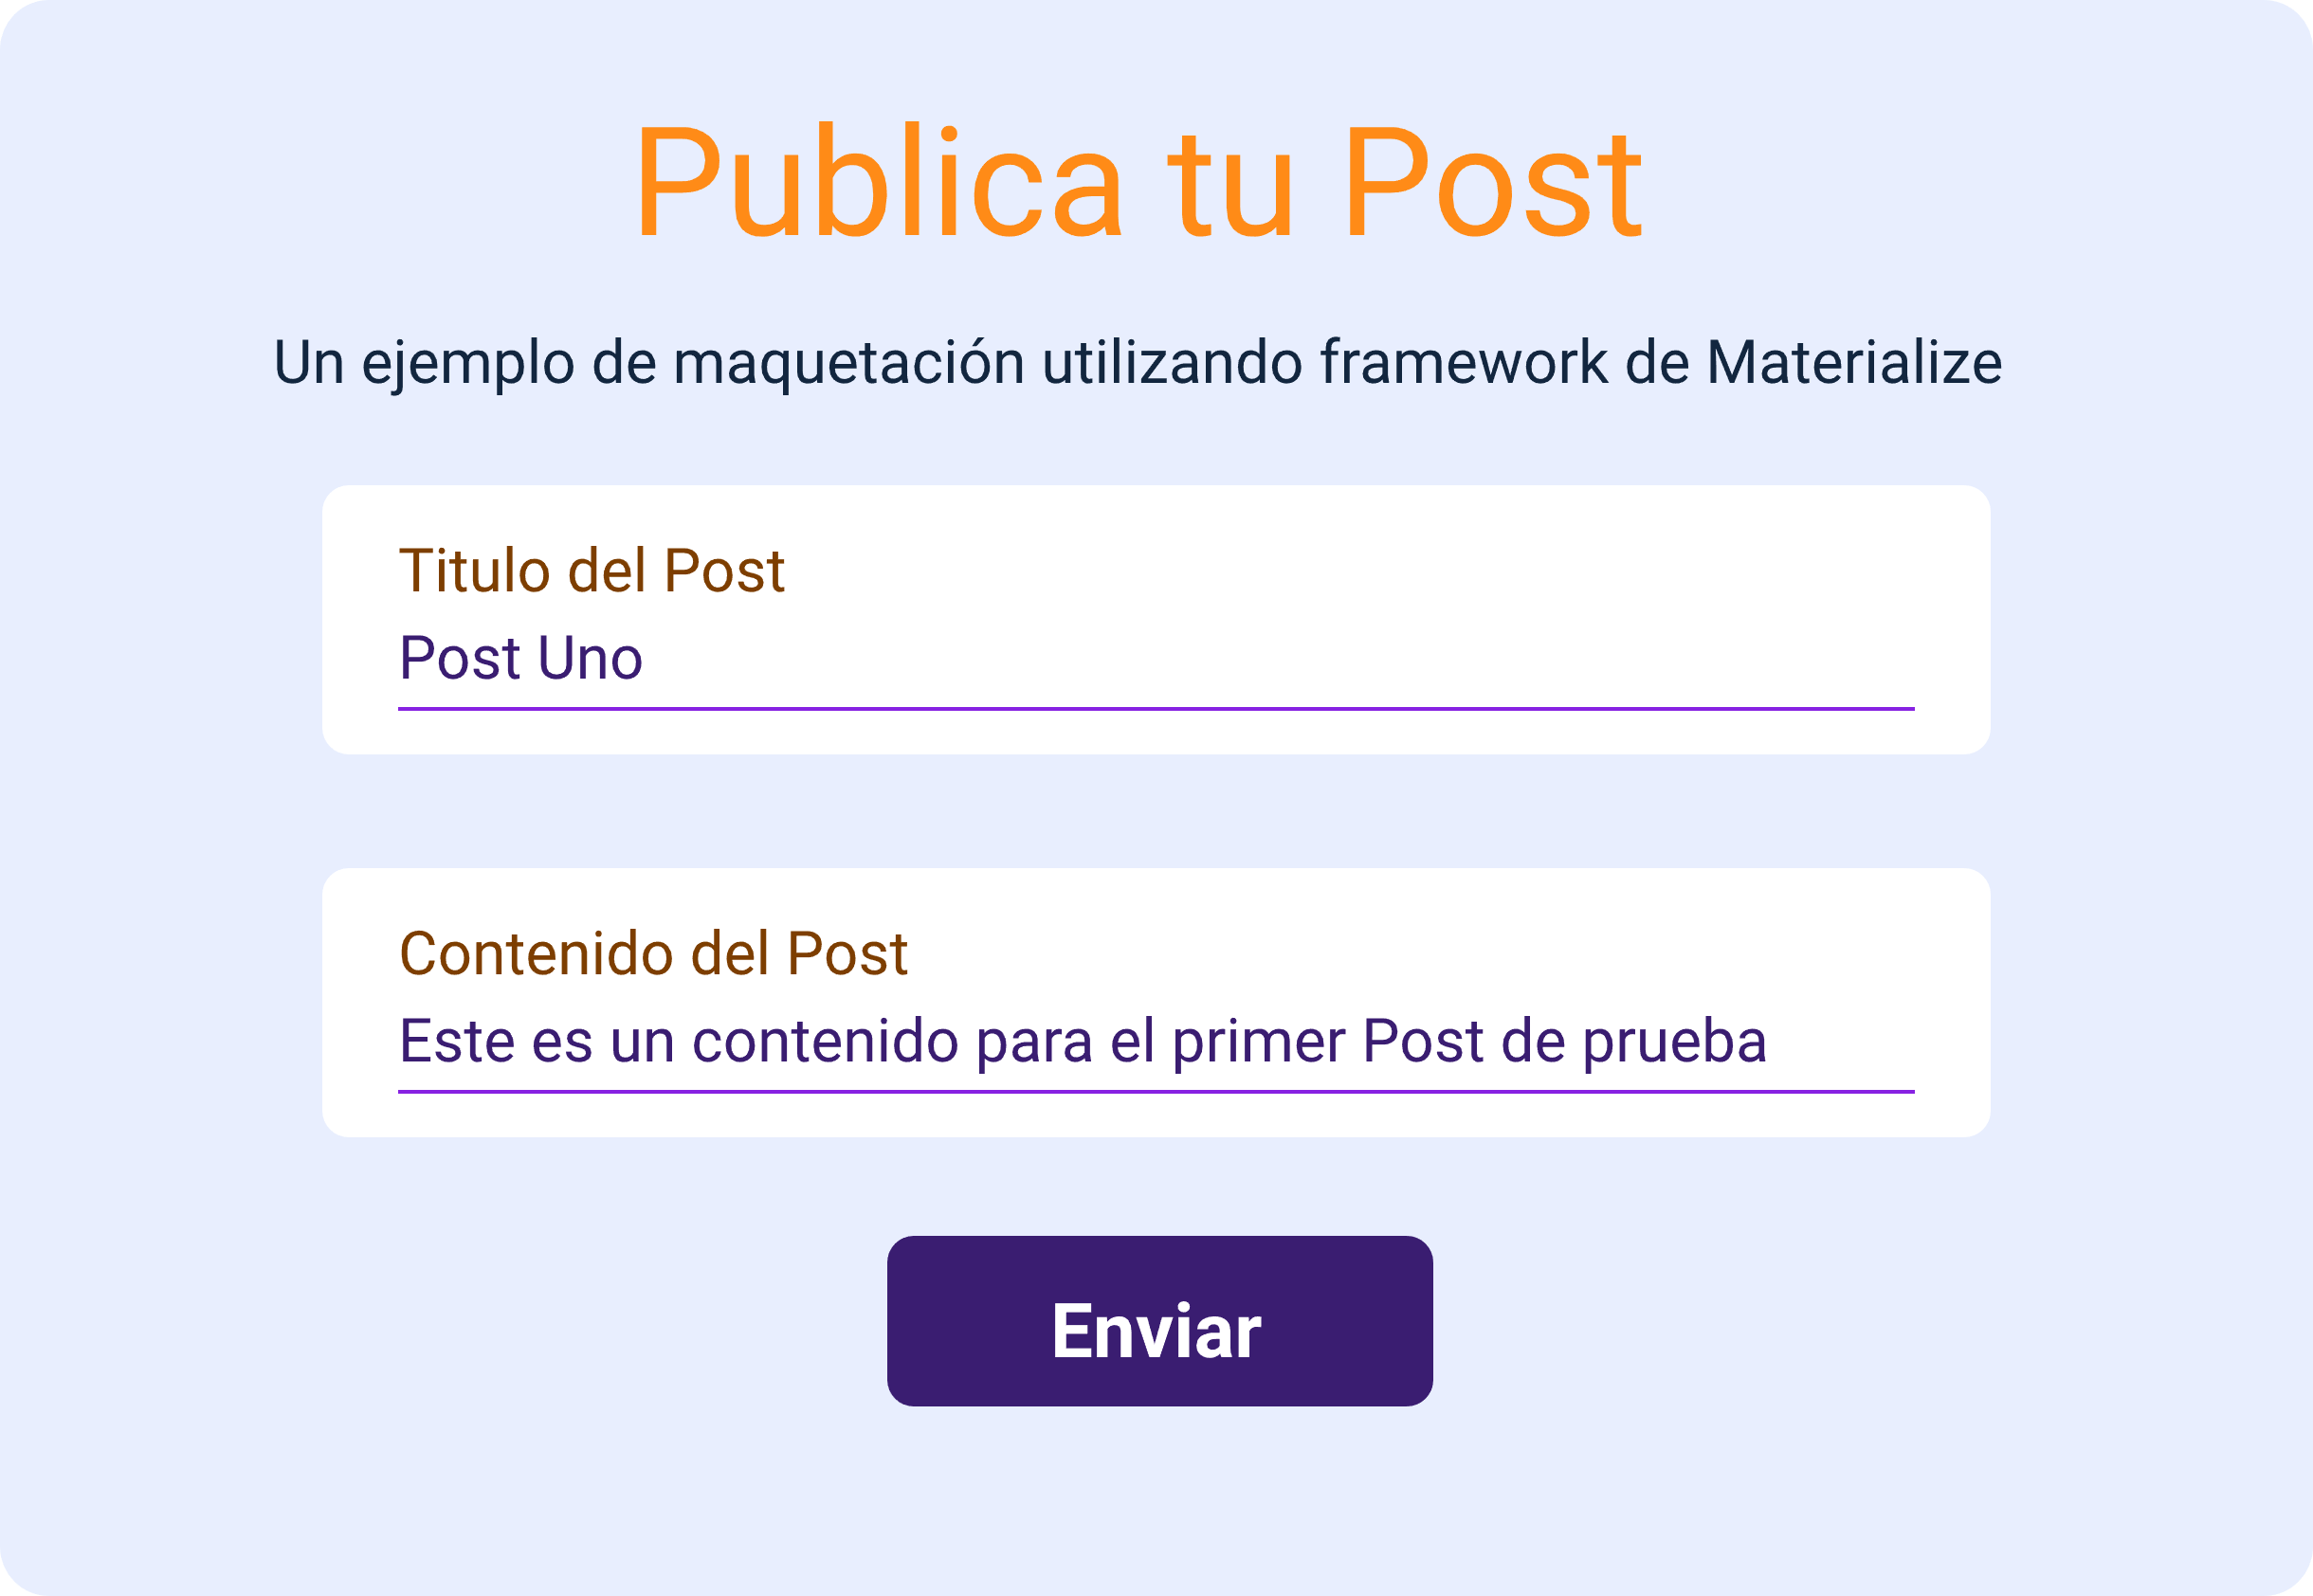 Publica tu Post
Un ejemplo de maquetación utilizando framework de Materialize
Titulo del Post
Post Uno
Contenido del Post
Este es un contenido para el primer Post de prueba
Enviar